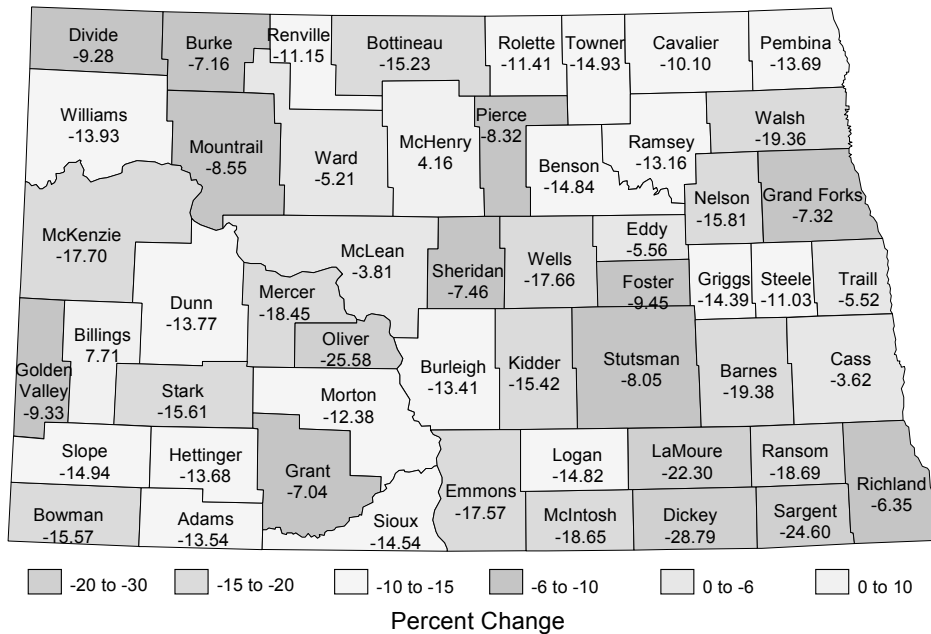 Divide
-9.28
Burke
-7.16
Renville
-11.15
Bottineau
-15.23
Rolette
-11.41
Towner
-14.93
Cavalier
-10.10
Pembina
-13.69
Williams
-13.93
Mountrail
-8.55
Ward
-5.21
McHenry
4.16
Pierce
-8.32
Benson
-14.84
Ramsey
-13.16
Walsh
-19.36
Nelson
-15.81
Grand Forks
-7.32
McKenzie
-17.70
Dunn
-13.77
McLean
-3.81
Mercer
-18.45
Oliver
-25.58
Sheridan
-7.46
Wells
-17.66
Eddy
-5.56
Foster
-9.45
Griggs
-14.39
Steele
-11.03
Traill
-5.52
Golden
Valley
-9.33
Billings
7.71
Stark
-15.61
Morton
-12.38
Burleigh
-13.41
Kidder
-15.42
Stutsman
-8.05
Barnes
-19.38
Cass
-3.62
Slope
-14.94
Hettinger
-13.68
Grant
-7.04
Emmons
-17.57
Logan
-14.82
LaMoure
-22.30
Ransom
-18.69
Richland
-6.35
Bowman
-15.57
Adams
-13.54
Sioux
-14.54
McIntosh
-18.65
Dickey
-28.79
Sargent
-24.60
-20 to -30
-15 to -20
-10 to -15
-6 to -10
0 to -6
0 to 10
Percent Change